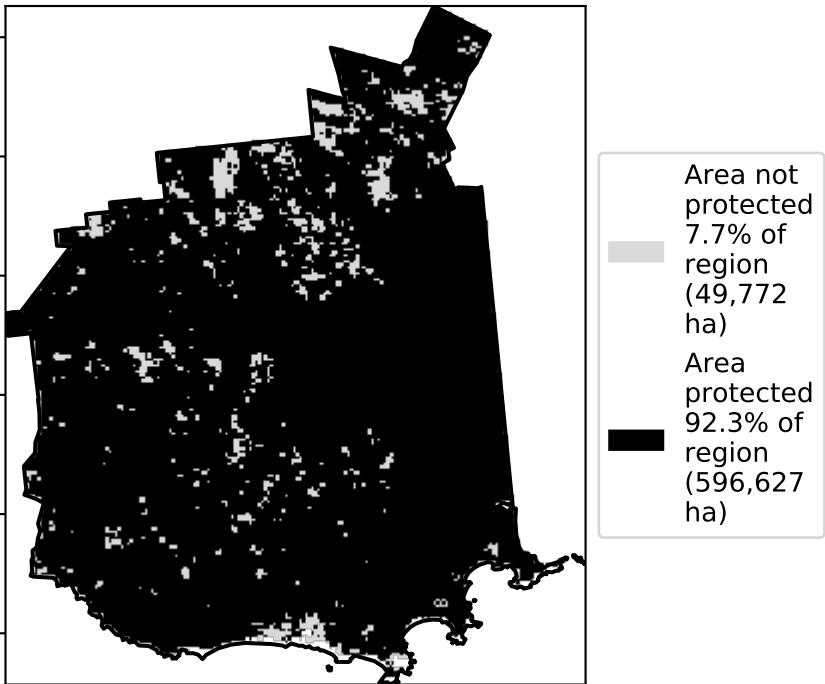 Area not
protected
7.7% of
region
(49,772
ha)
Area
protected
92.3% of
region
(596,627
ha)